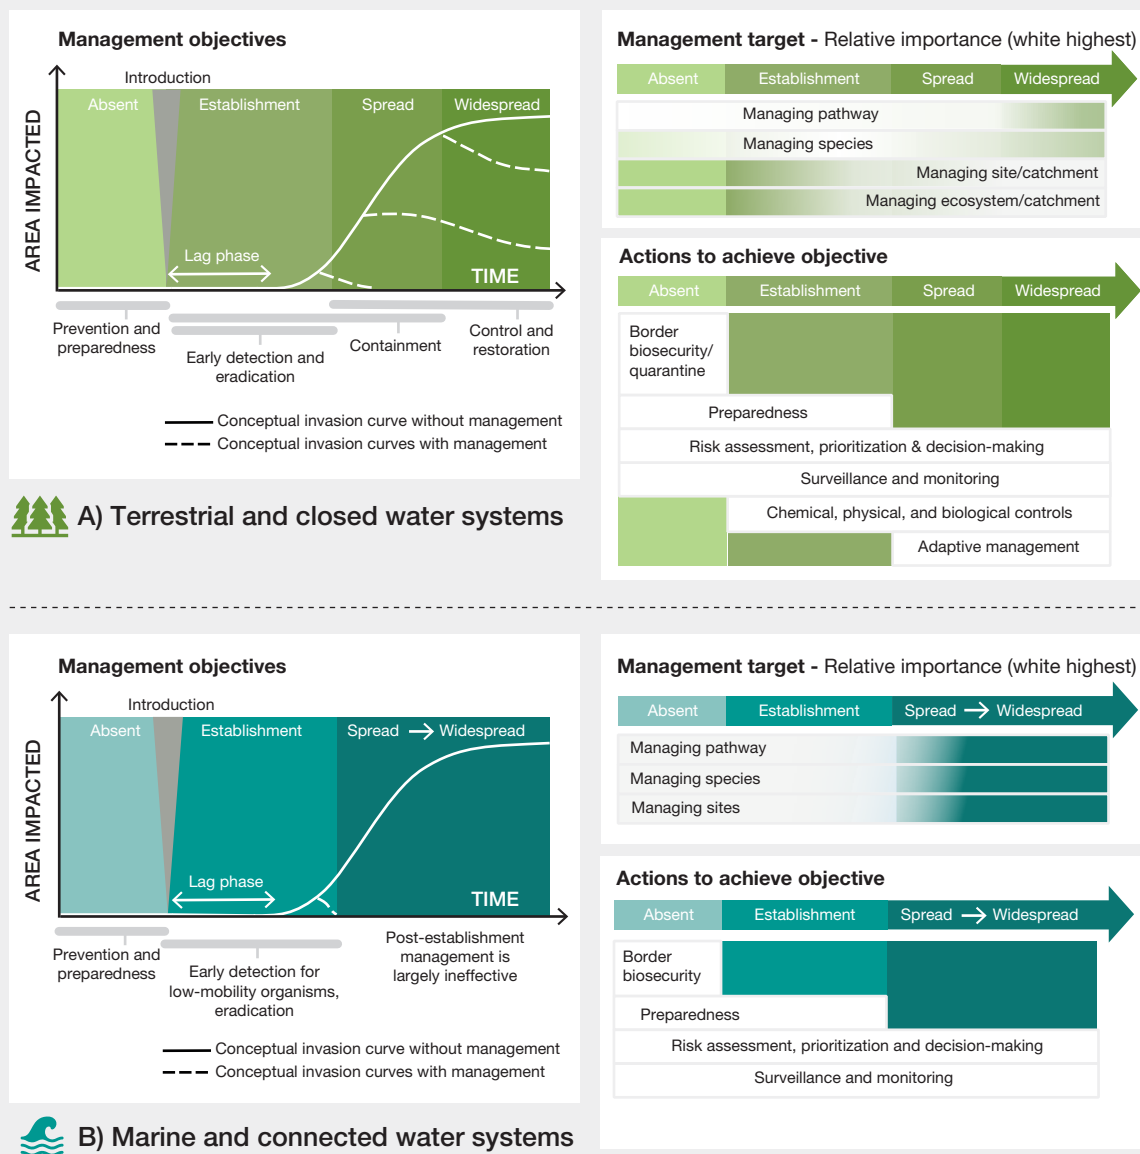 Management objectives
Introduction
Absent
Establishment
Spread
Widespread
AREA IMPACTED
Lag phase
TIME
Prevention and
preparedness
Early detection and
eradication
Containment
Control and
restoration
Conceptual invasion curve without management
Conceptual invasion curves with management
Management target - Relative importance (white highest)
Absent
Establishment
Spread
Widespread
Managing pathway
Managing species
Managing site/catchment
Managing ecosystem/catchment
Actions to achieve objective
Absent
Establishment
Spread
Widespread
Border
biosecurity/
quarantine
Preparedness
Risk assessment, prioritization & decision-making
Surveillance and monitoring
Chemical, physical, and biological controls
Adaptive management
A) Terrestrial and closed water systems
Management objectives
Introduction
Absent
Establishment
Spread → Widespread
AREA IMPACTED
Lag phase
TIME
Prevention and
preparedness
Early detection for
low-mobility organisms,
eradication
Post-establishment
management is
largely ineffective
Conceptual invasion curve without management
Conceptual invasion curves with management
Management target - Relative importance (white highest)
Absent
Establishment
Spread → Widespread
Managing pathway
Managing species
Managing sites
Actions to achieve objective
Absent
Establishment
Spread → Widespread
Border
biosecurity
Preparedness
Risk assessment, prioritization and decision-making
Surveillance and monitoring
B) Marine and connected water systems